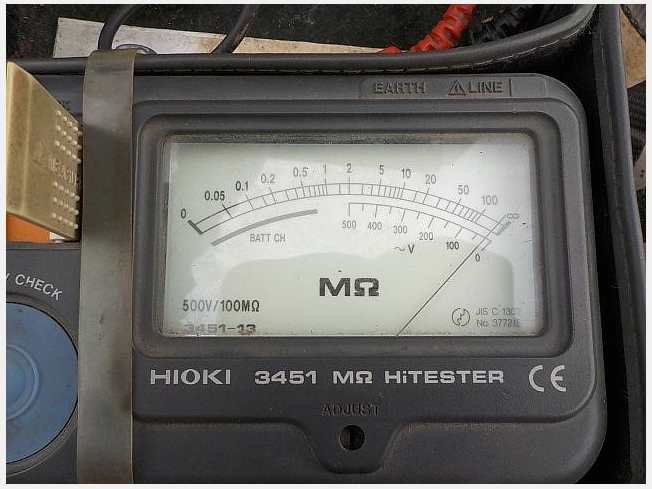 EARTH ⚠ LINE
0 0.05 0.1 0.2 0.5 1 2 5 10 20 50 100 ∞
BATT CH
500 400 300 200 100 0
~V
MΩ
500V/100MΩ
3451-13
JIS C
No.
CHECK
HIOKI 3451 MΩ HiTESTER CE
ADJUST